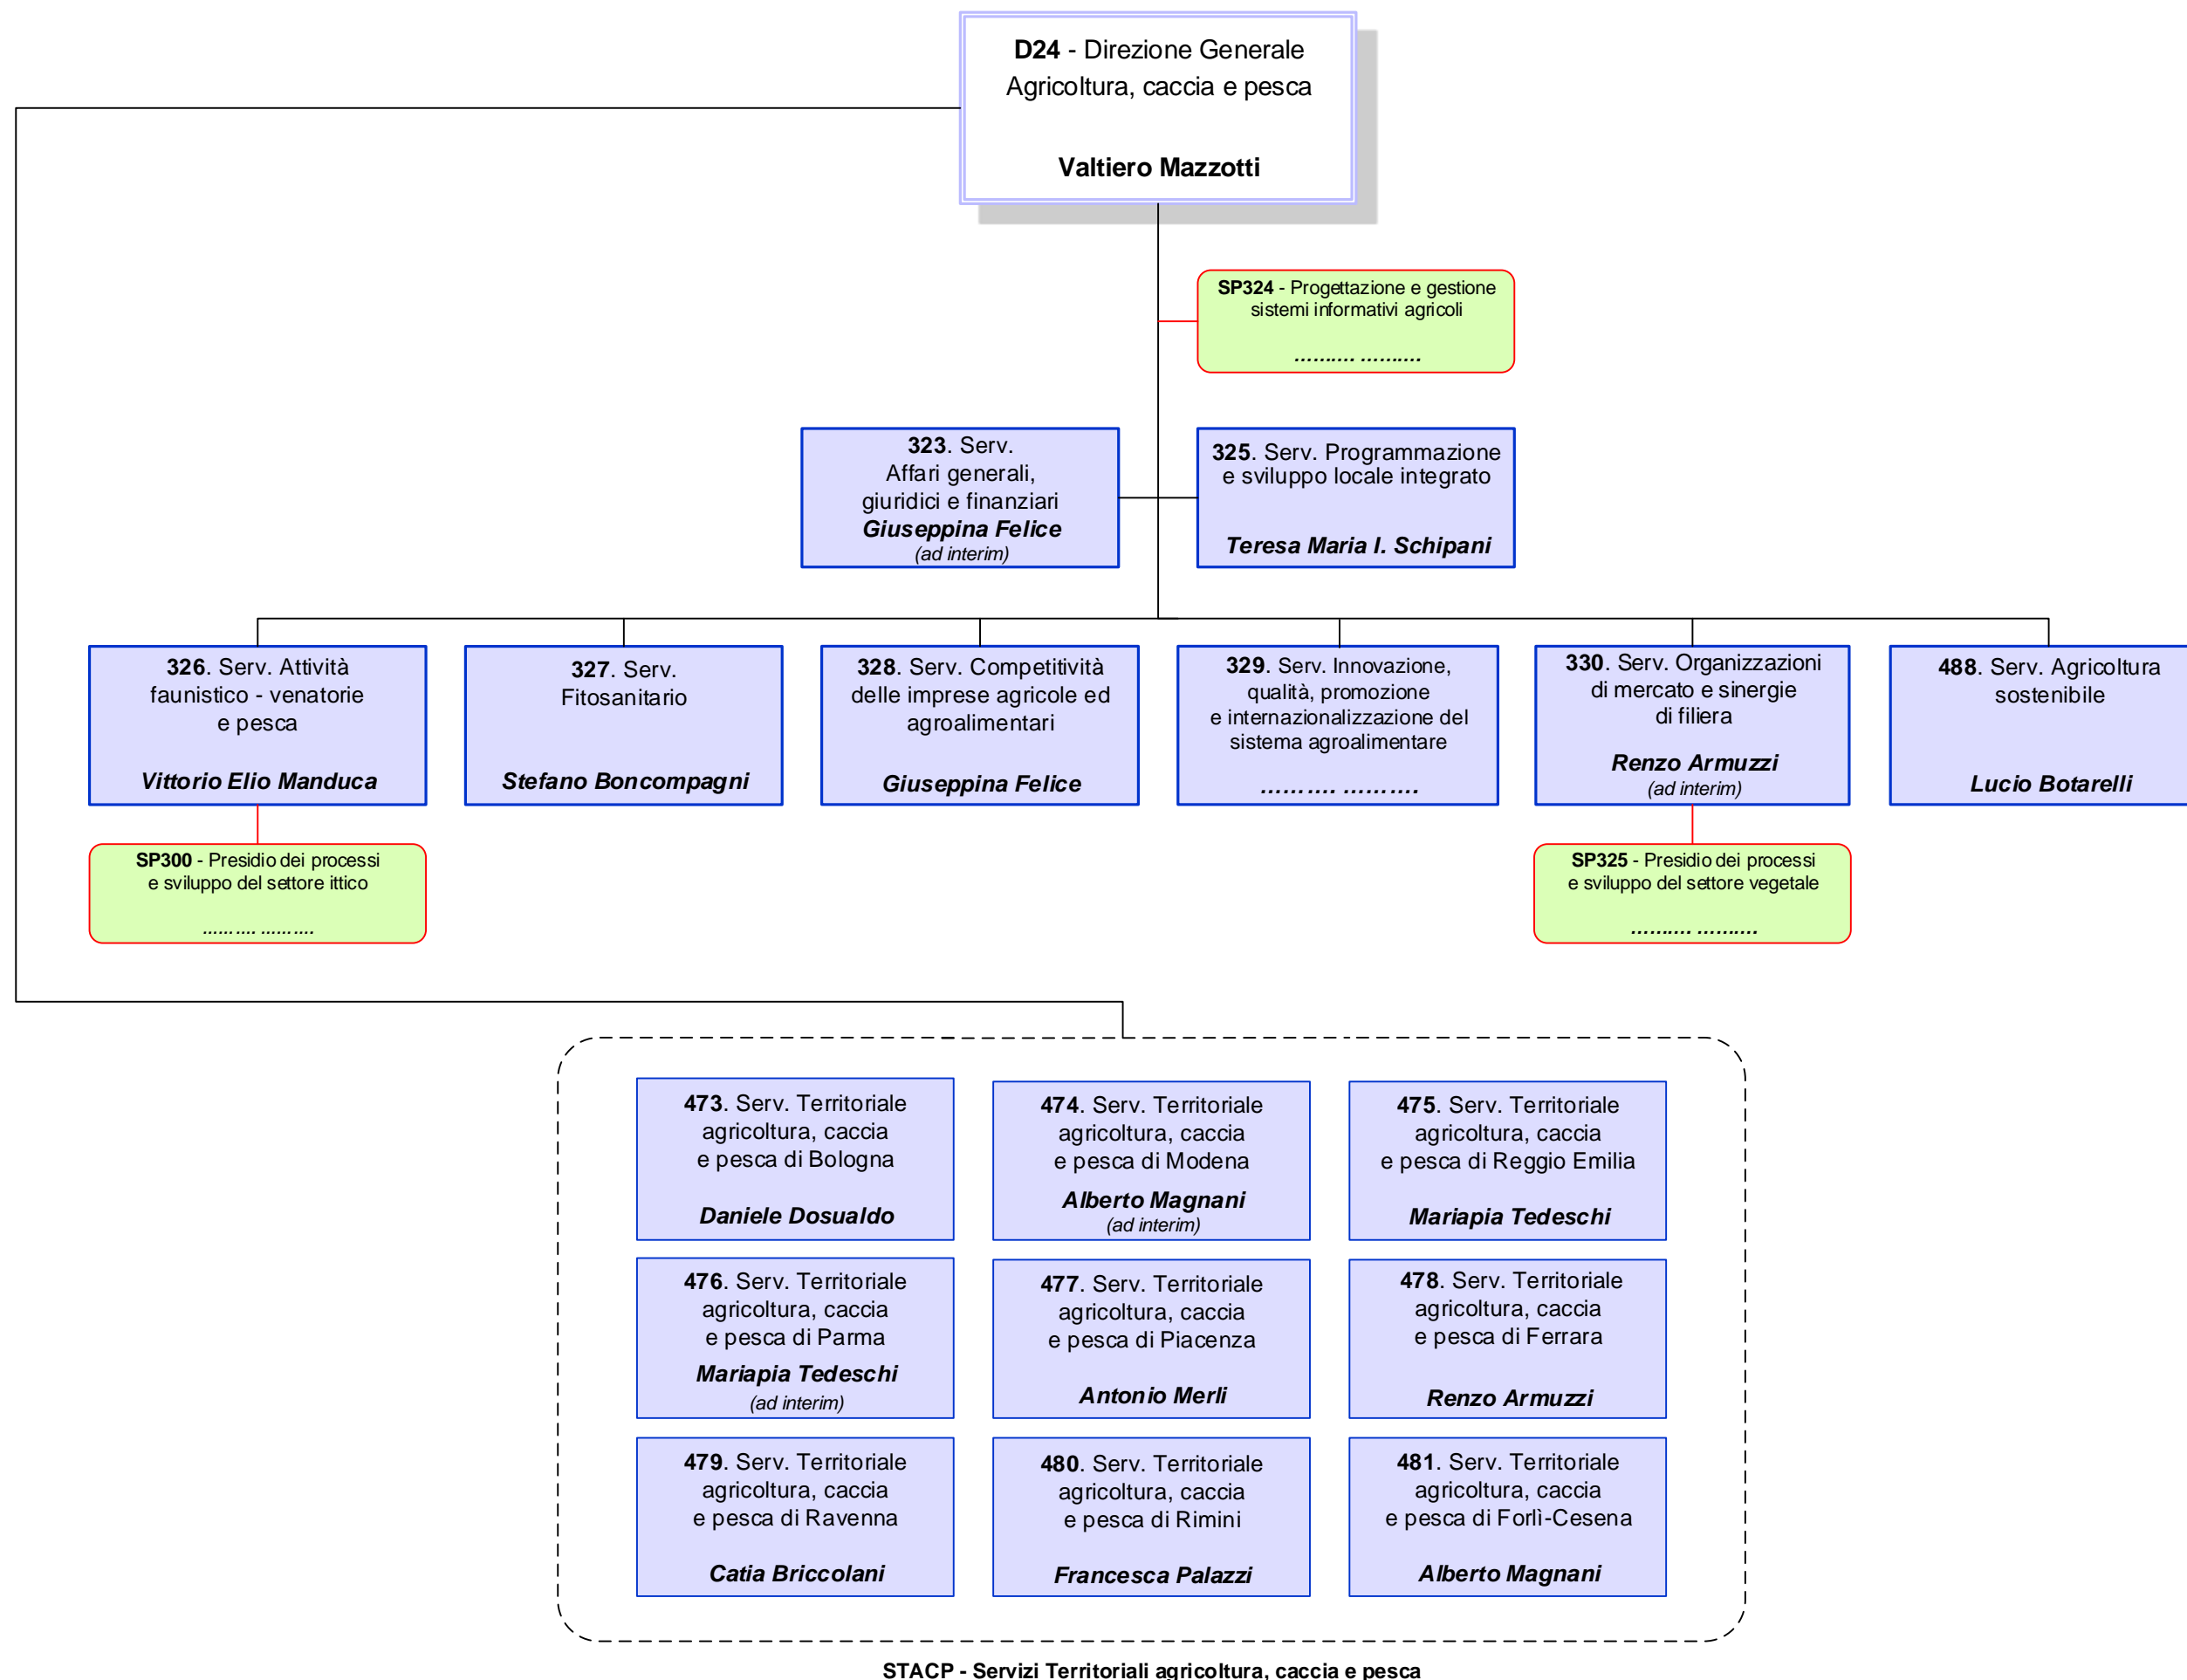 D24 - Direzione Generale
Agricoltura, caccia e pesca
Valtiero Mazzotti
SP324 - Progettazione e gestione
sistemi informativi agricoli
.......... ..........
323. Serv.
Affari generali,
giuridici e finanziari
Giuseppina Felice
(ad interim)
325. Serv. Programmazione
e sviluppo locale integrato
Teresa Maria I. Schipani
326. Serv. Attività
faunistico - venatorie
e pesca
Vittorio Elio Manduca
327. Serv.
Fitosanitario
Stefano Boncompagni
328. Serv. Competitività
delle imprese agricole ed
agroalimentari
Giuseppina Felice
329. Serv. Innovazione,
qualità, promozione
e internazionalizzazione del
sistema agroalimentare
.......... ..........
330. Serv. Organizzazioni
di mercato e sinergie
di filiera
Renzo Armuzzi
(ad interim)
488. Serv. Agricoltura
sostenibile
Lucio Botarelli
SP300 - Presidio dei processi
e sviluppo del settore ittico
.......... ..........
SP325 - Presidio dei processi
e sviluppo del settore vegetale
.......... ..........
473. Serv. Territoriale
agricoltura, caccia
e pesca di Bologna
Daniele Dosualdo
474. Serv. Territoriale
agricoltura, caccia
e pesca di Modena
Alberto Magnani
(ad interim)
475. Serv. Territoriale
agricoltura, caccia
e pesca di Reggio Emilia
Mariapia Tedeschi
476. Serv. Territoriale
agricoltura, caccia
e pesca di Parma
Mariapia Tedeschi
(ad interim)
477. Serv. Territoriale
agricoltura, caccia
e pesca di Piacenza
Antonio Merli
478. Serv. Territoriale
agricoltura, caccia
e pesca di Ferrara
Renzo Armuzzi
479. Serv. Territoriale
agricoltura, caccia
e pesca di Ravenna
Catia Briccolani
480. Serv. Territoriale
agricoltura, caccia
e pesca di Rimini
Francesca Palazzi
481. Serv. Territoriale
agricoltura, caccia
e pesca di Forlì-Cesena
Alberto Magnani
STACP - Servizi Territoriali agricoltura, caccia e pesca